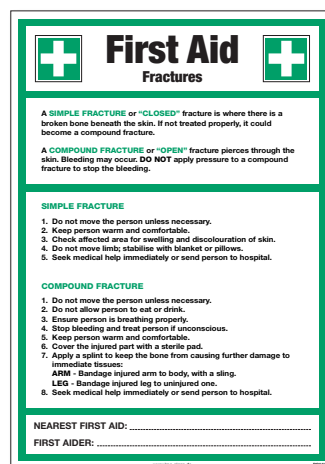 First Aid
Fractures
A SIMPLE FRACTURE or “CLOSED” fracture is where there is a
broken bone beneath the skin. If not treated properly, it could
become a compound fracture.
A COMPOUND FRACTURE or “OPEN” fracture pierces through the
skin. Bleeding may occur. DO NOT apply pressure to a compound
fracture to stop the bleeding.
SIMPLE FRACTURE
1. Do not move the person unless necessary.
2. Keep person warm and comfortable.
3. Check affected area for swelling and discolouration of skin.
4. Do not move limb; stabilise with blanket or pillows.
5. Seek medical help immediately or send person to hospital.
COMPOUND FRACTURE
1. Do not move the person unless necessary.
2. Do not allow person to eat or drink.
3. Ensure person is breathing properly.
4. Stop bleeding and treat person if unconscious.
5. Keep person warm and comfortable.
6. Cover the injured part with a sterile pad.
7. Apply a splint to keep the bone from causing further damage to
immediate tissues:
ARM - Bandage injured arm to body, with a sling.
LEG - Bandage injured leg to uninjured one.
8. Seek medical help immediately or send person to hospital.
NEAREST FIRST AID:
FIRST AIDER: